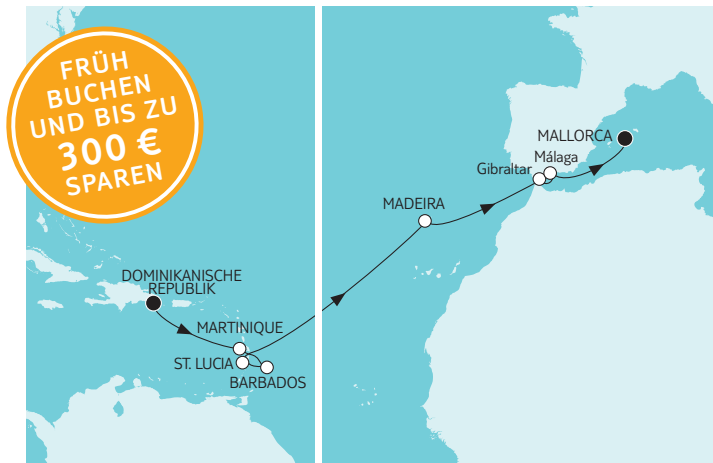 FRÜH
BUCHEN
UND BIS ZU
300 €
SPAREN
MALLORCA
Málaga
Gibraltar
MADEIRA
DOMINIKANISCHE
REPUBLIK
MARTINIQUE
ST. LUCIA
BARBADOS